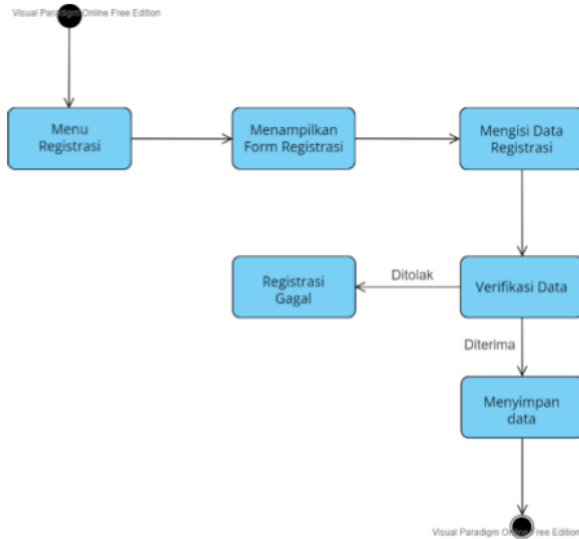 Visual Paradigm Online Free Edition
Menu
Registrasi
Menampilkan
Form Registrasi
Mengisi Data
Registrasi
Registrasi
Gagal
Ditolak
Verifikasi Data
Diterima
Menyimpan
data
Visual Paradigm Online Free Edition